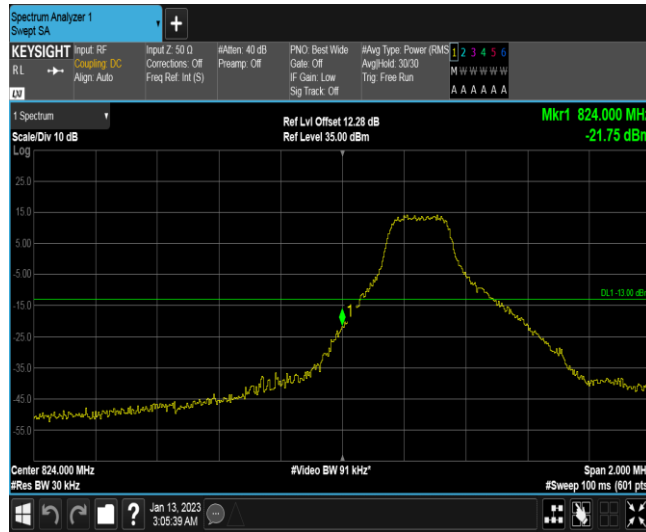 Spectrum Analyzer 1
Swept SA
+
KEYSIGHT Input: RF Input Z: 50 Ω #Atten: 40 dB PNO: Best Wide #Avg Type: Power (RMS 1 2 3 4 5 6
RL Coupling: DC Corrections: Off Preamp: Off Gate: Off Avg|Hold: 30/30 M W W W W W
Align: Auto Freq Ref: Int (S) IF Gain: Low Trig: Free Run
LXI Sig Track: Off A A A A A A
1 Spectrum Ref Lvl Offset 12.28 dB Mkr1 824.000 MHz
Scale/Div 10 dB Ref Level 35.00 dBm -21.75 dBm
Log
25.0
15.0
5.00
-5.00
DL1 -13.00 dBm
-15.0
1
-25.0
-35.0
-45.0
-55.0
Center 824.000 MHz #Video BW 91 kHz* Span 2.000 MHz
#Res BW 30 kHz #Sweep 100 ms (601 pts)
? Jan 13, 2023
3:05:39 AM